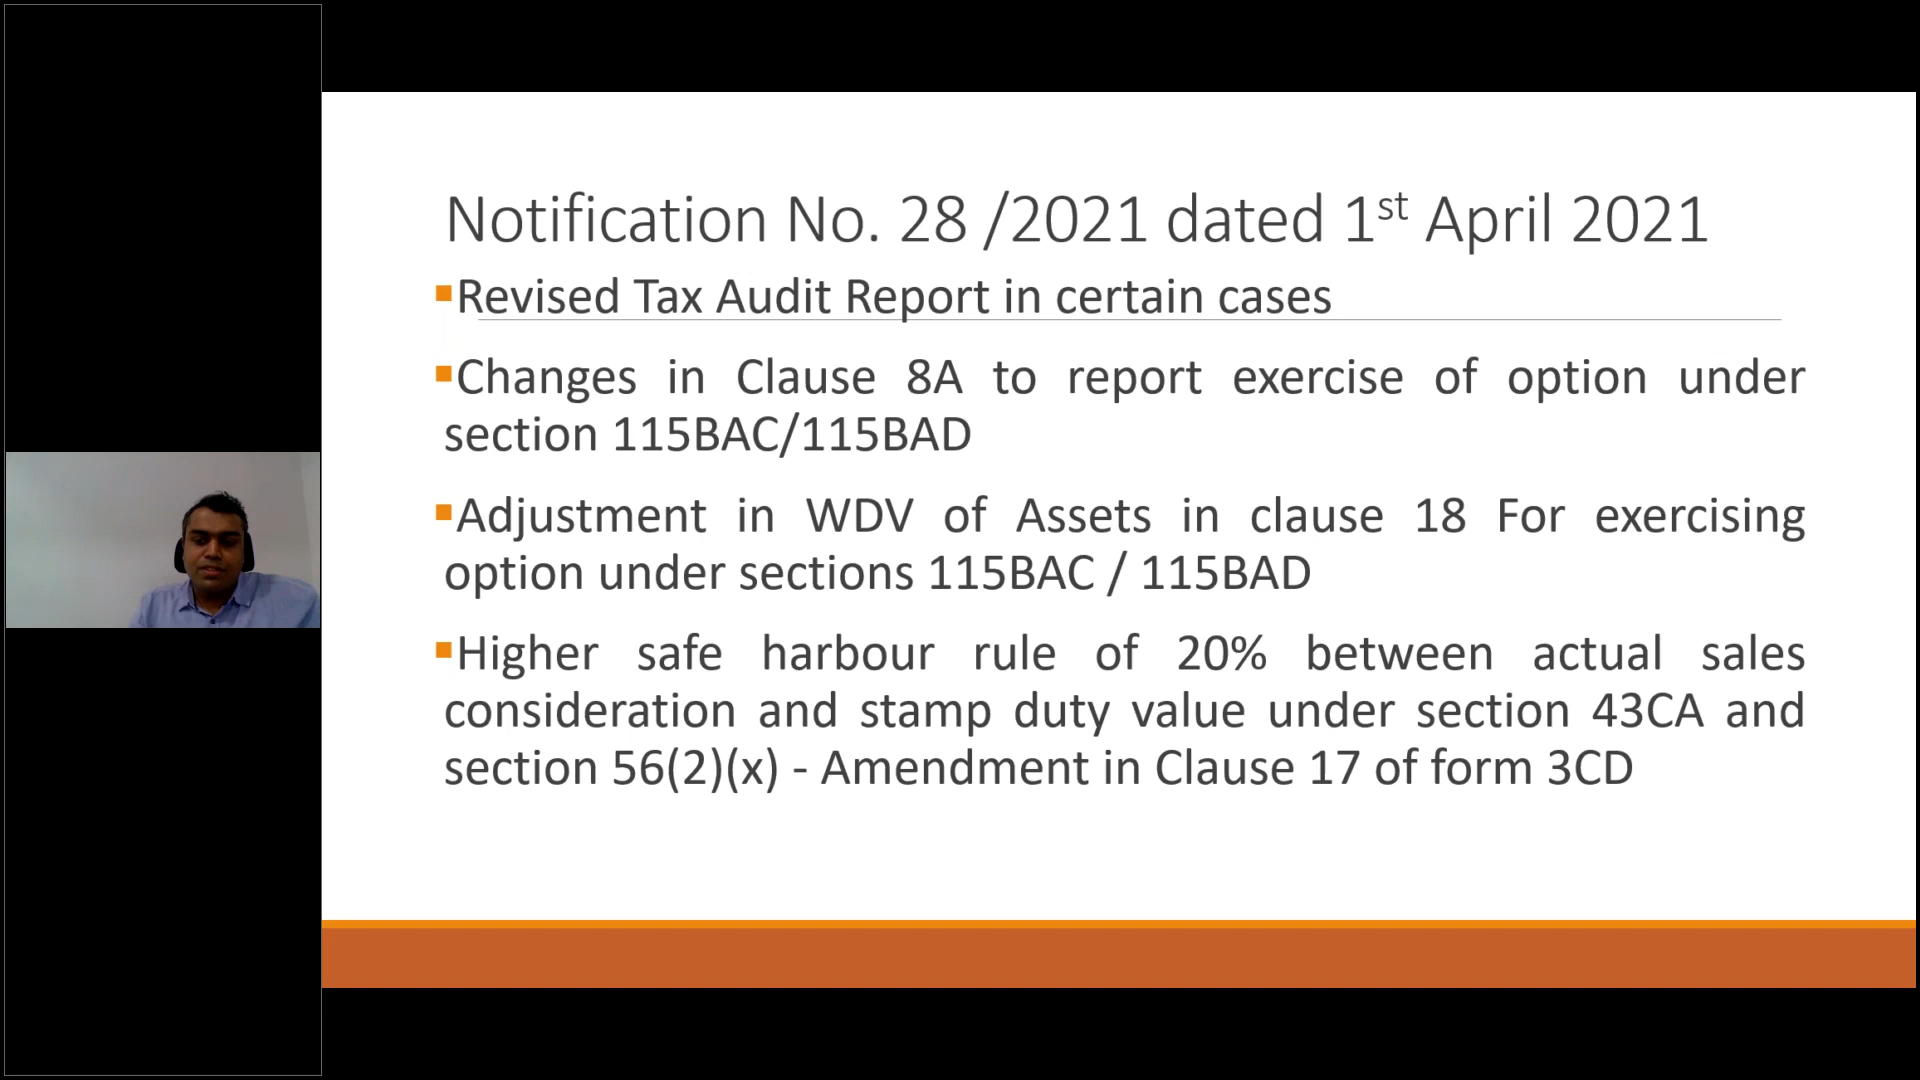 Notification No. 28 /2021 dated 1st April 2021
▪Revised Tax Audit Report in certain cases
▪Changes in Clause 8A to report exercise of option under
section 115BAC/115BAD
▪Adjustment in WDV of Assets in clause 18 For exercising
option under sections 115BAC / 115BAD
▪Higher safe harbour rule of 20% between actual sales
consideration and stamp duty value under section 43CA and
section 56(2)(x) - Amendment in Clause 17 of form 3CD